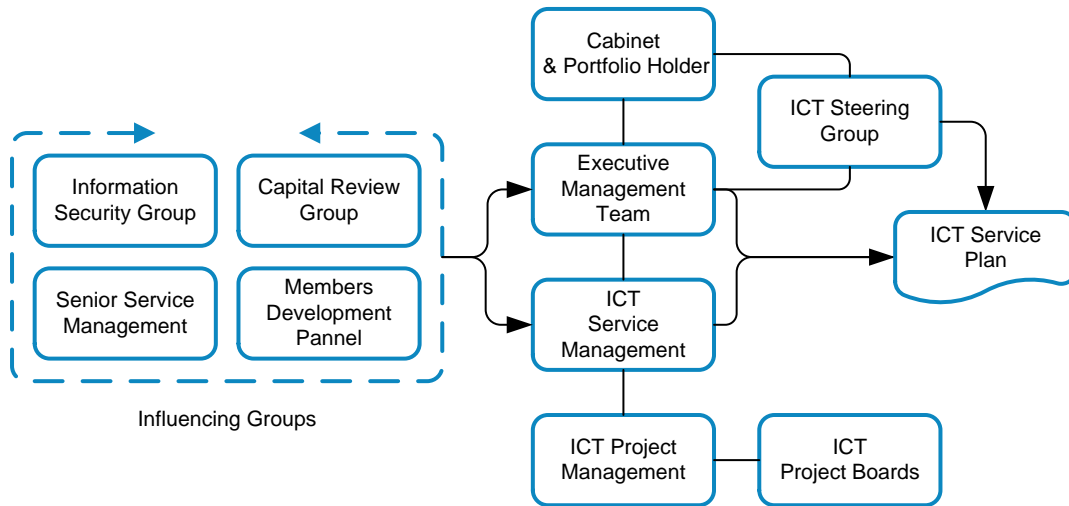 Cabinet
& Portfolio Holder
ICT Steering
Group
Information
Security Group
Capital Review
Group
Executive
Management
Team
ICT Service
Plan
Senior Service
Management
Members
Development
Pannel
ICT
Service
Management
Influencing Groups
ICT Project
Management
ICT
Project Boards